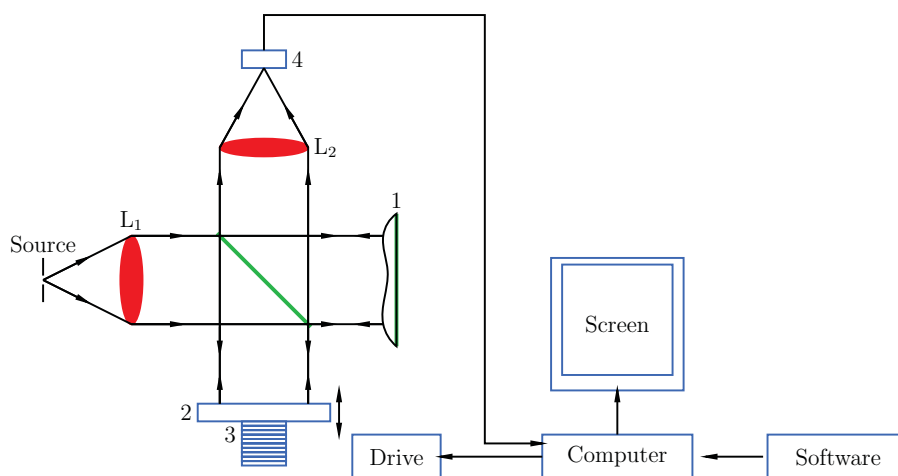 4
L₂
1
L₁
Source
Screen
2
3
Drive
Computer
Software